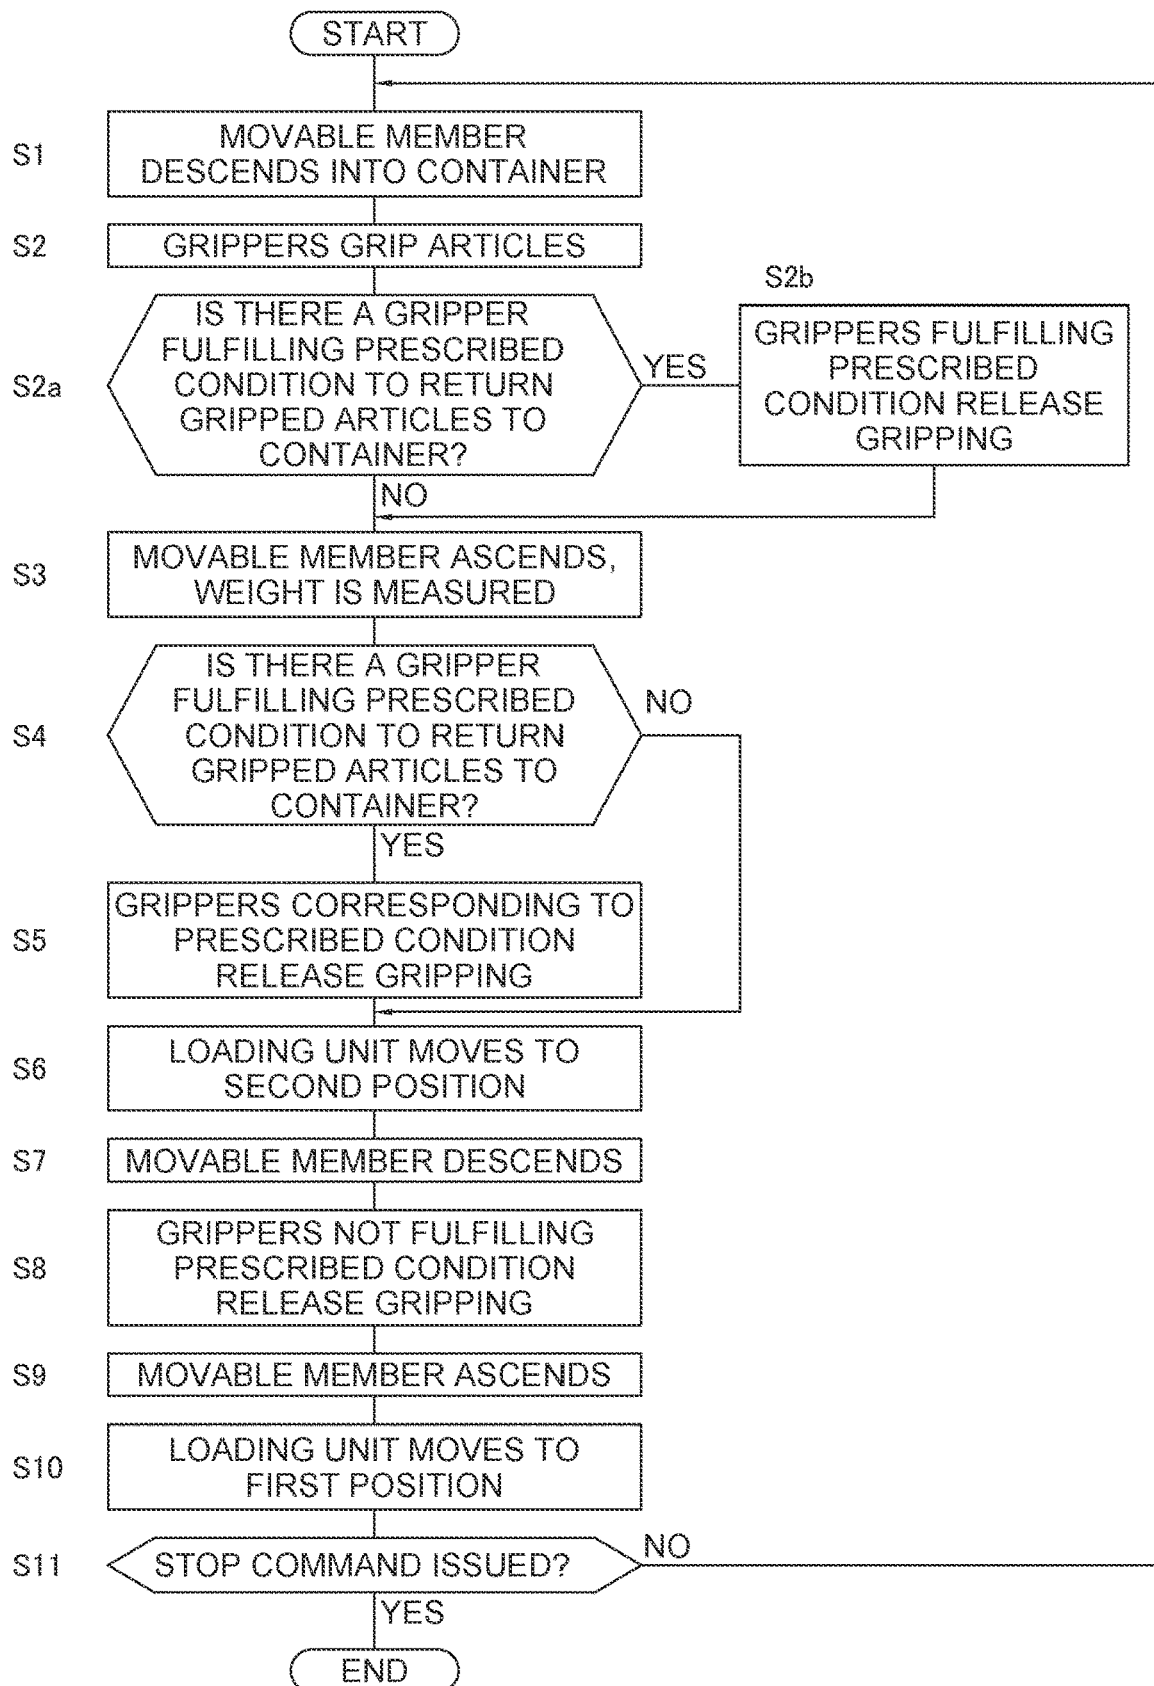 START
S1
MOVABLE MEMBER
DESCENDS INTO CONTAINER
S2
GRIPPERS GRIP ARTICLES
S2a
IS THERE A GRIPPER
FULFILLING PRESCRIBED
CONDITION TO RETURN
GRIPPED ARTICLES TO
CONTAINER?
YES
NO
S2b
GRIPPERS FULFILLING
PRESCRIBED
CONDITION RELEASE
GRIPPING
S3
MOVABLE MEMBER ASCENDS,
WEIGHT IS MEASURED
S4
IS THERE A GRIPPER
FULFILLING PRESCRIBED
CONDITION TO RETURN
GRIPPED ARTICLES TO
CONTAINER?
NO
YES
S5
GRIPPERS CORRESPONDING TO
PRESCRIBED CONDITION
RELEASE GRIPPING
S6
LOADING UNIT MOVES TO
SECOND POSITION
S7
MOVABLE MEMBER DESCENDS
S8
GRIPPERS NOT FULFILLING
PRESCRIBED CONDITION
RELEASE GRIPPING
S9
MOVABLE MEMBER ASCENDS
S10
LOADING UNIT MOVES TO
FIRST POSITION
S11
STOP COMMAND ISSUED?
NO
YES
END